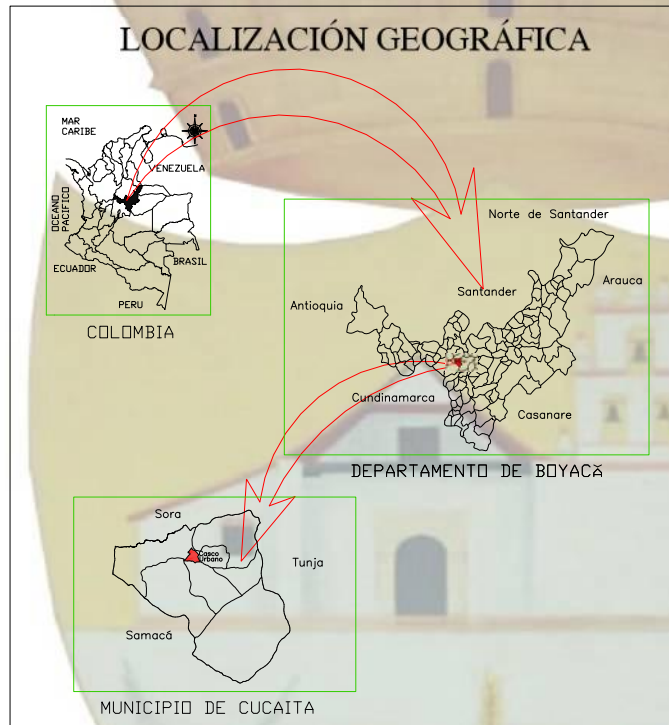 LOCALIZACIÓN GEOGRÁFICA
MAR
CARIBE
VENEZUELA
OCEANO
PACIFICO
ECUADOR
BRASIL
PERU
COLOMBIA
Norte de Santander
Arauca
Santander
Antioquia
Cundinamarca
Casanare
DEPARTAMENTO DE BOYACÁ
Sora
Casco
Urbano
Tunja
Samacá
MUNICIPIO DE CUCAITA